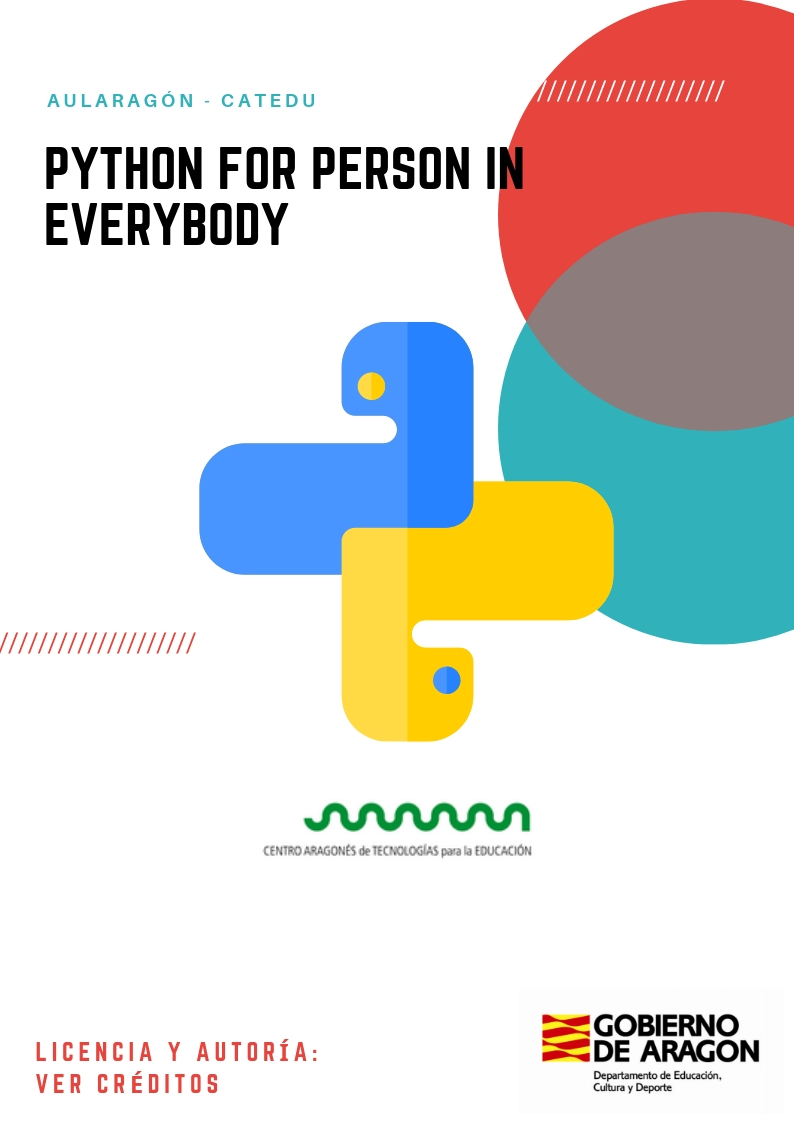 AULARAGÓN - CATEDU
PYTHON FOR PERSON IN
EVERYBODY
CENTRO ARAGONÉS de TECNOLOGÍAS para la EDUCACIÓN
LICENCIA Y AUTORÍA:
VER CRÉDITOS
GOBIERNO
DE ARAGON
Departamento de Educación,
Cultura y Deporte